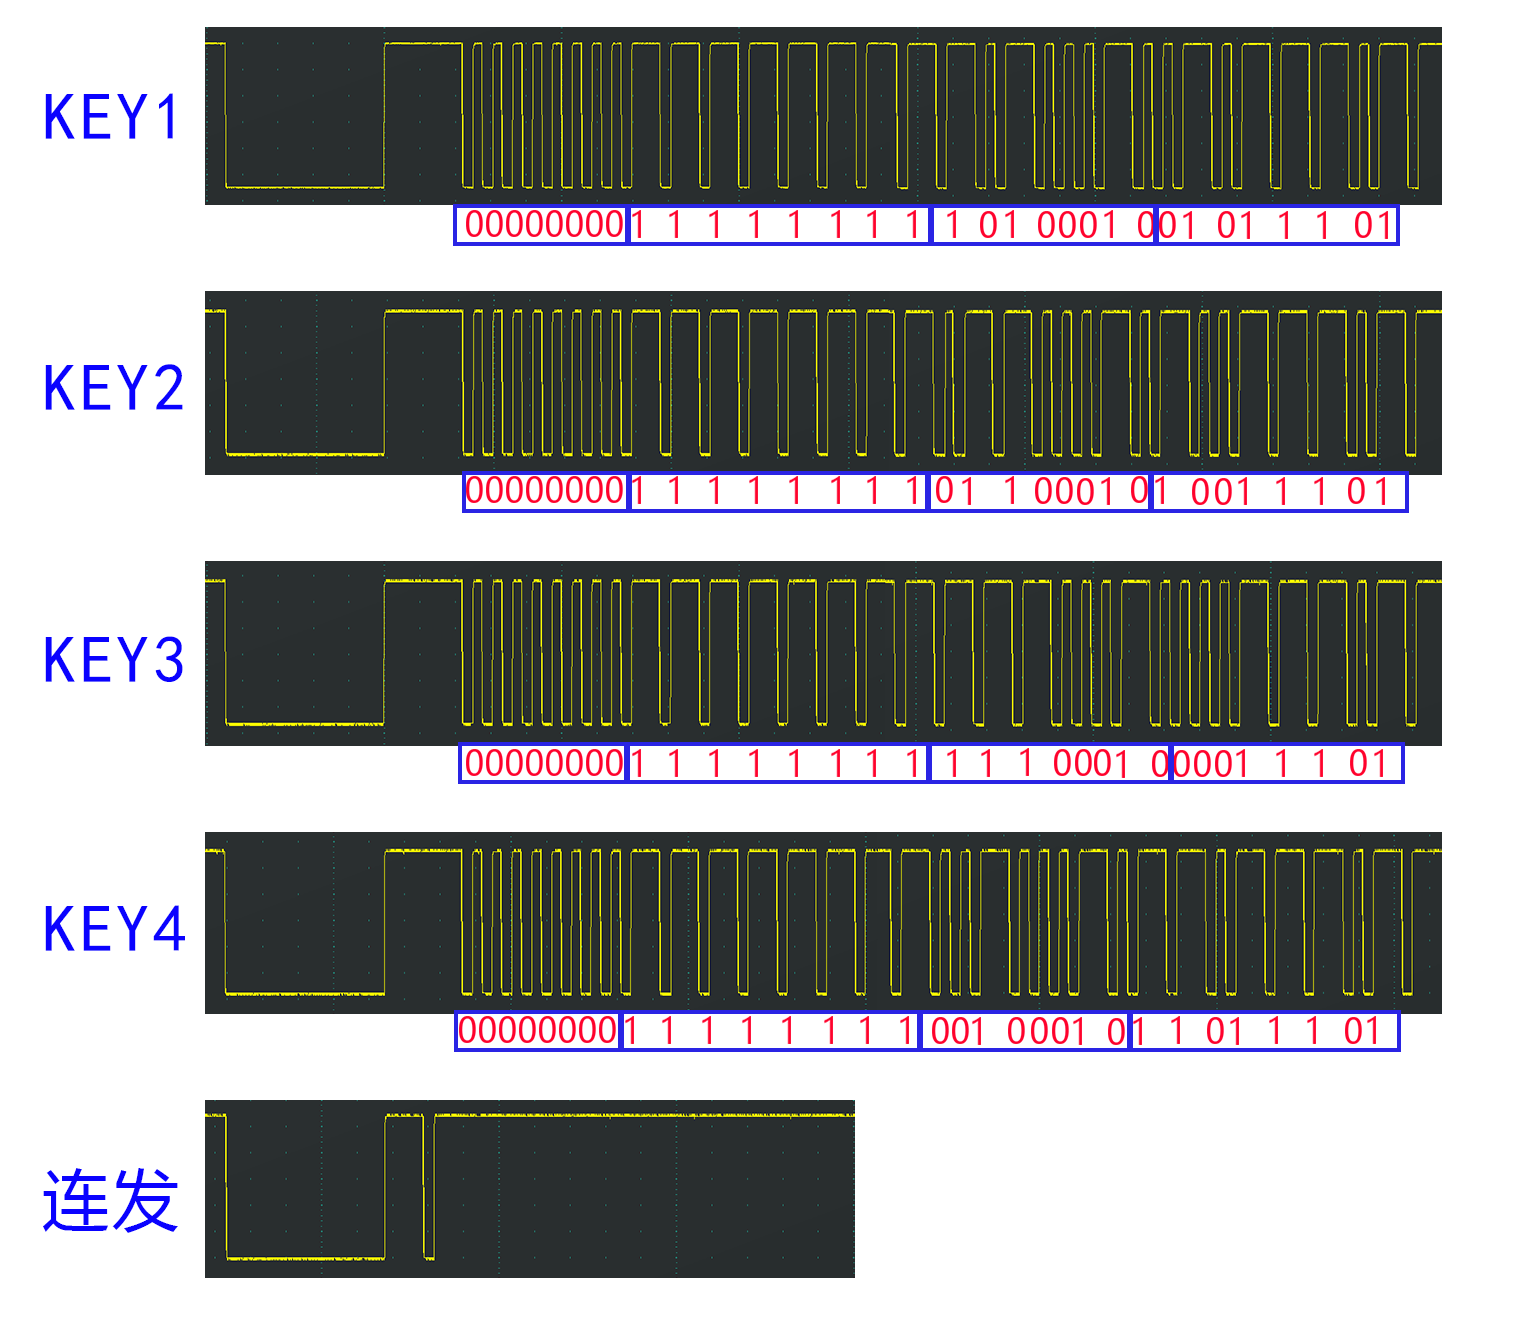 KEY1
00000000 1 1 1 1 1 1 1 1 1 01 0001 0 01 01 1 1 01
KEY2
00000000 1 1 1 1 1 1 1 1 01 1 0001 0 1 001 1 1 01
KEY3
00000000 1 1 1 1 1 1 1 1 1 1 1 0001 0 0001 1 1 01
KEY4
00000000 1 1 1 1 1 1 1 1 001 0001 0 1 1 01 1 1 01
连发